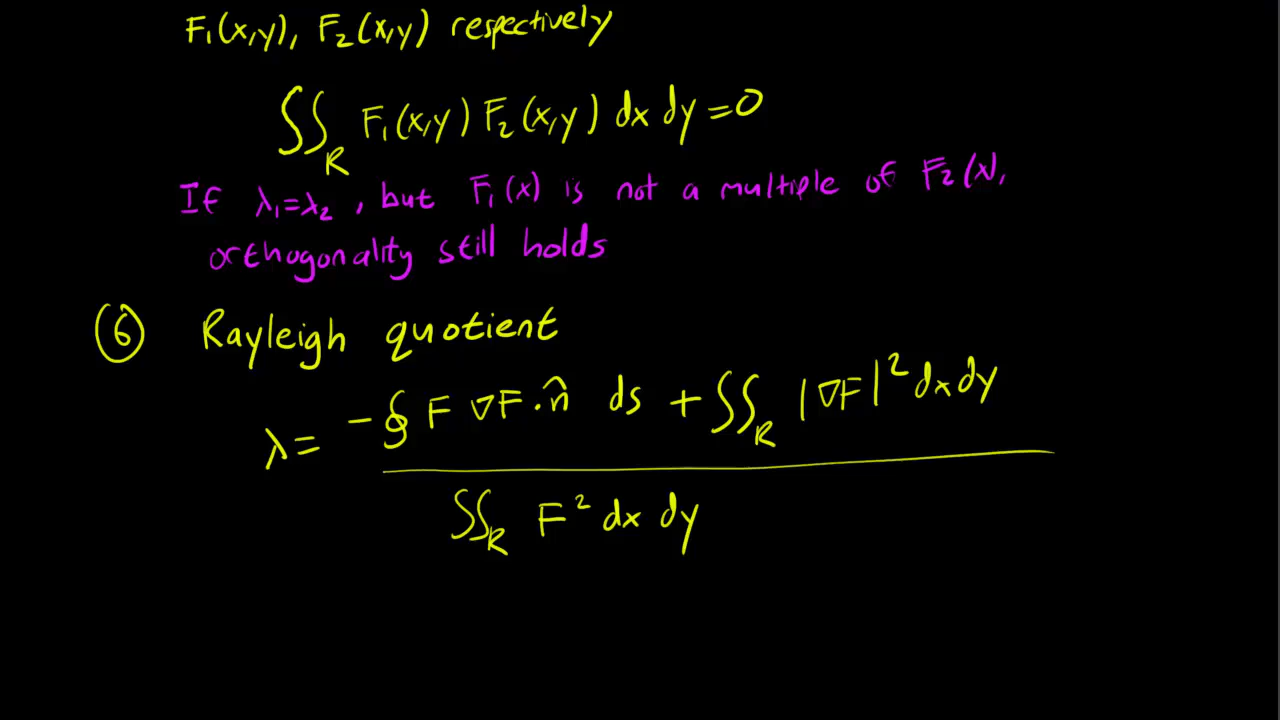 F₁(x,y), F₂(x,y) respectively
∬_R F₁(x,y) F₂(x,y) dx dy = 0
If λ₁=λ₂, but F₁(x) is not a multiple of F₂(x),
orthogonality still holds
⑥ Rayleigh quotient
-∮ F ∇F·n̂ ds + ∬_R |∇F|² dx dy
λ=
∬_R F² dx dy